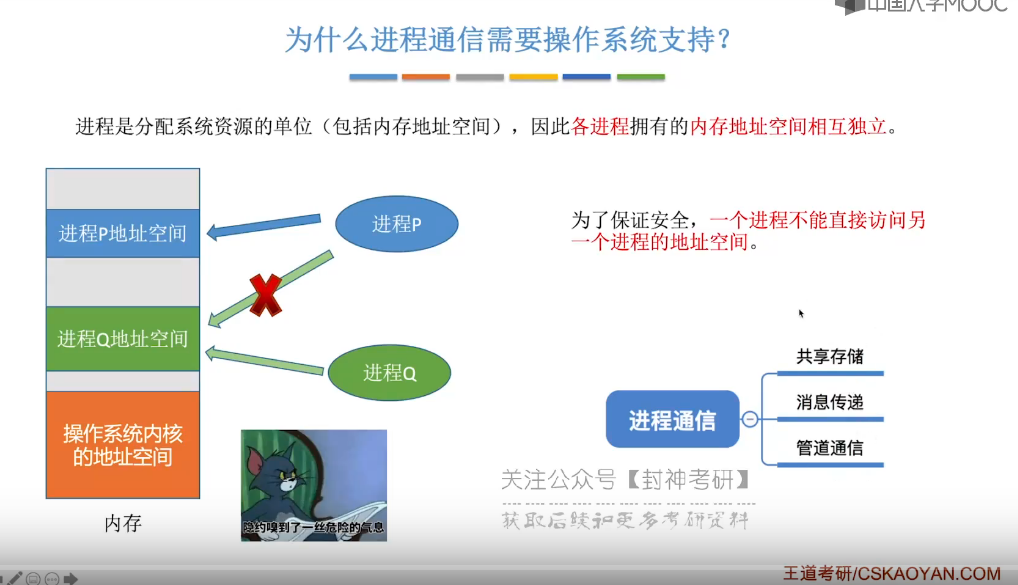 中国大学MOOC
为什么进程通信需要操作系统支持？
进程是分配系统资源的单位（包括内存地址空间），因此各进程拥有的内存地址空间相互独立。
进程P地址空间
进程P
为了保证安全，一个进程不能直接访问另
一个进程的地址空间。
进程Q地址空间
进程Q
操作系统内核
的地址空间
内存
隐约嗅到了一丝危险的气息
进程通信
共享存储
消息传递
管道通信
关注公众号【封神考研】
获取后续和更多考研资料
王道考研/CSKAOYAN.COM